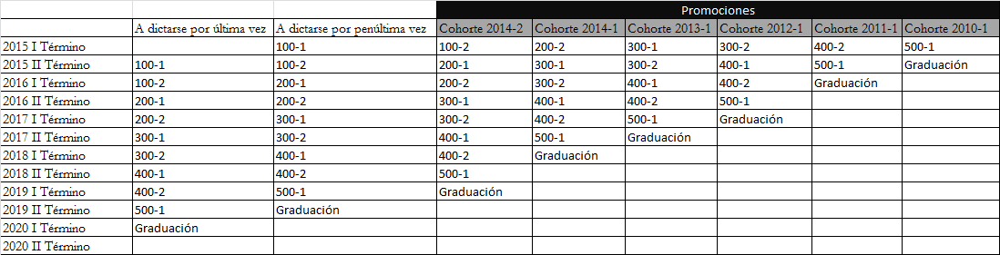 Promociones
A dictarse por última vez A dictarse por penúltima vez Cohorte 2014-2 Cohorte 2014-1 Cohorte 2013-1 Cohorte 2012-1 Cohorte 2011-1 Cohorte 2010-1
2015 I Término 100-1 100-2 200-2 300-1 300-2 400-2 500-1
2015 II Término 100-1 100-2 200-1 300-1 300-2 400-1 500-1 Graduación
2016 I Término 100-2 200-1 200-2 300-2 400-1 400-2 Graduación
2016 II Término 200-1 200-2 300-1 400-1 400-2 500-1
2017 I Término 200-2 300-1 300-2 400-2 500-1 Graduación
2017 II Término 300-1 300-2 400-1 500-1 Graduación
2018 I Término 300-2 400-1 400-2 Graduación
2018 II Término 400-1 400-2 500-1
2019 I Término 400-2 500-1 Graduación
2019 II Término 500-1 Graduación
2020 I Término Graduación
2020 II Término